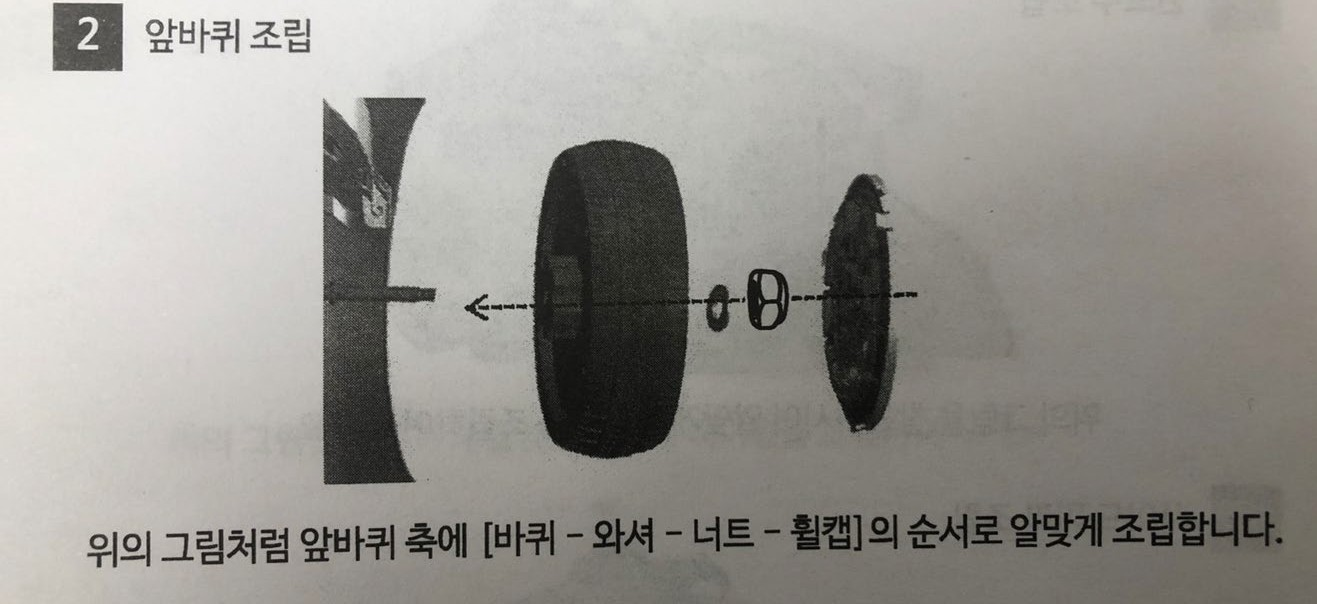 2 앞바퀴 조립
위의 그림처럼 앞바퀴 축에 [바퀴 – 와셔 – 너트 – 휠캡]의 순서로 알맞게 조립합니다.